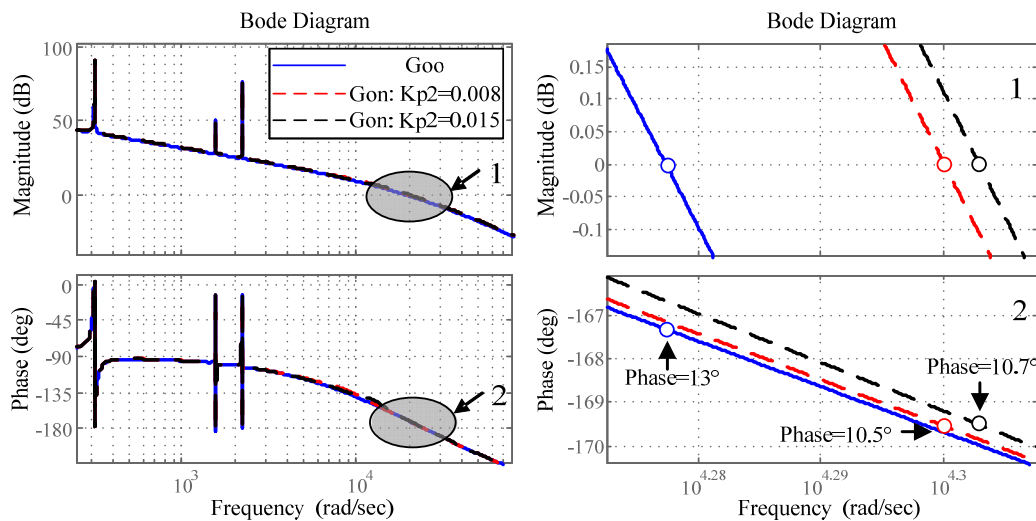 Bode Diagram
Magnitude (dB)
100
50
0
Goo
Gon: Kp2=0.008
Gon: Kp2=0.015
1
Phase (deg)
0
-45
-90
-135
-180
2
10^3
10^4
Frequency (rad/sec)
Bode Diagram
Magnitude (dB)
0.15
0.1
0.05
0
-0.05
-0.1
1
Phase (deg)
-167
-168
-169
-170
2
Phase=13°
Phase=10.7°
Phase=10.5°
10^4.28
10^4.29
10^4.3
Frequency (rad/sec)